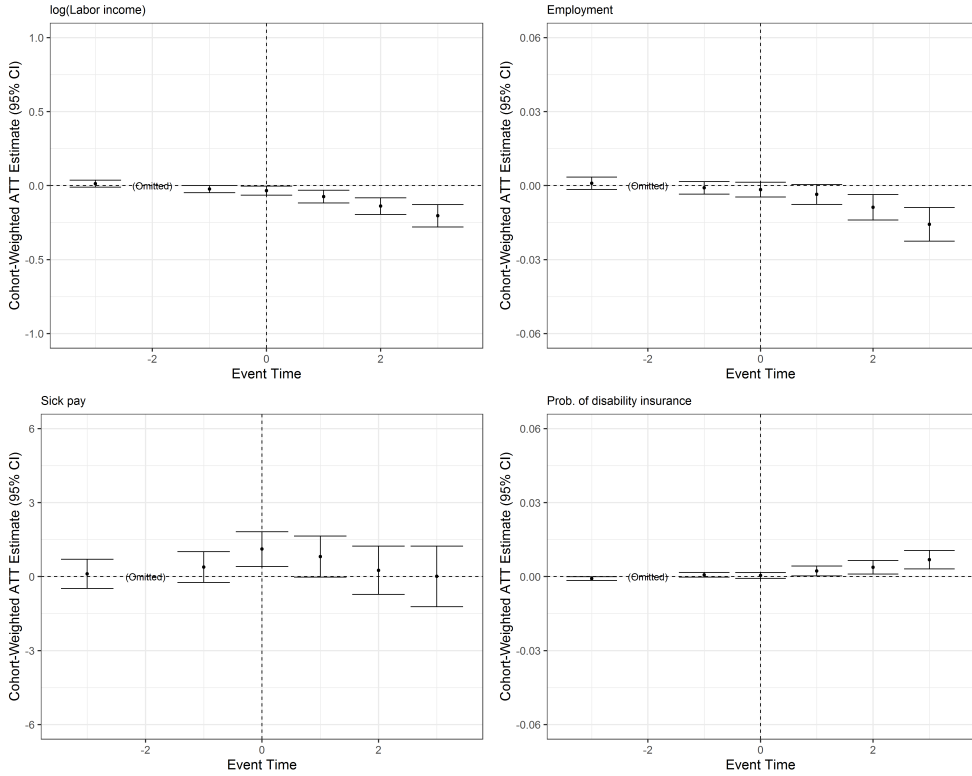 log(Labor income)
Cohort-Weighted ATT Estimate (95% CI)
1.0
0.5
0.0
-0.5
-1.0
(Omitted)
-2
0
2
Event Time
Employment
Cohort-Weighted ATT Estimate (95% CI)
0.06
0.03
0.00
-0.03
-0.06
(Omitted)
-2
0
2
Event Time
Sick pay
Cohort-Weighted ATT Estimate (95% CI)
6
3
0
-3
-6
(Omitted)
-2
0
2
Event Time
Prob. of disability insurance
Cohort-Weighted ATT Estimate (95% CI)
0.06
0.03
0.00
-0.03
-0.06
(Omitted)
-2
0
2
Event Time